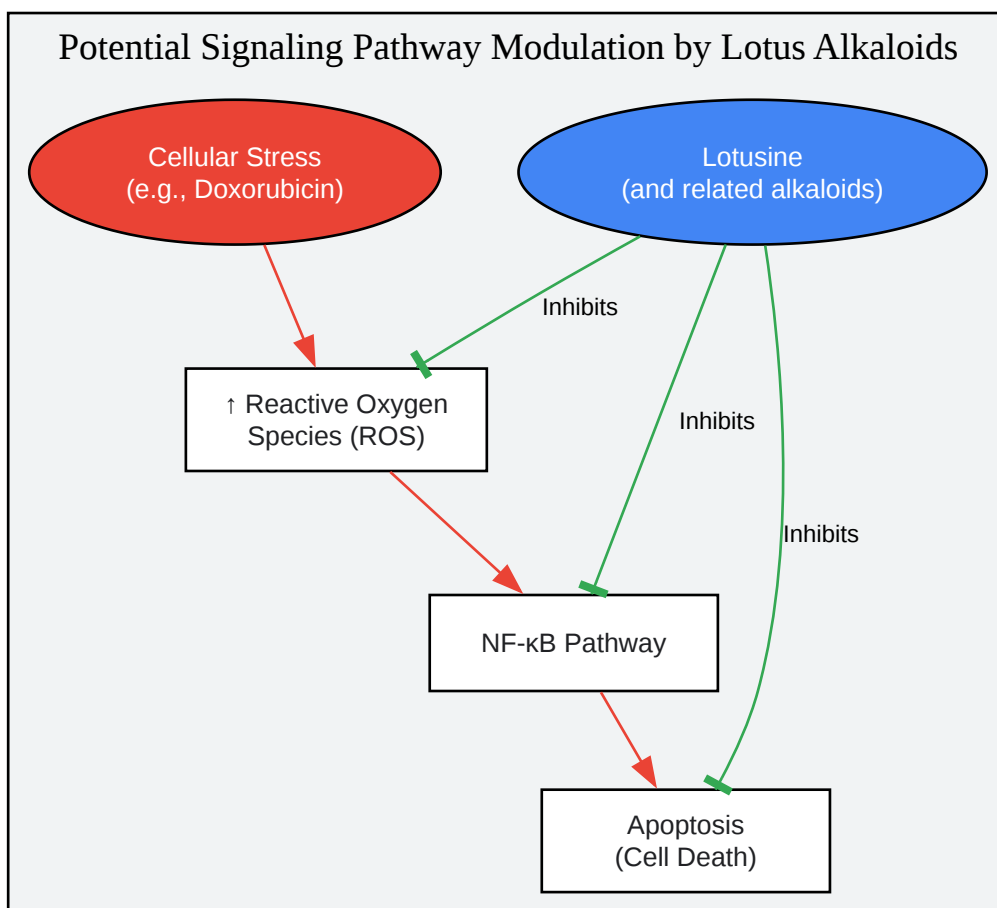 Potential Signaling Pathway Modulation by Lotus Alkaloids
Cellular Stress
(e.g., Doxorubicin)
Lotusine
(and related alkaloids)
Inhibits
↑ Reactive Oxygen
Species (ROS)
Inhibits
Inhibits
NF-κB Pathway
Apoptosis
(Cell Death)